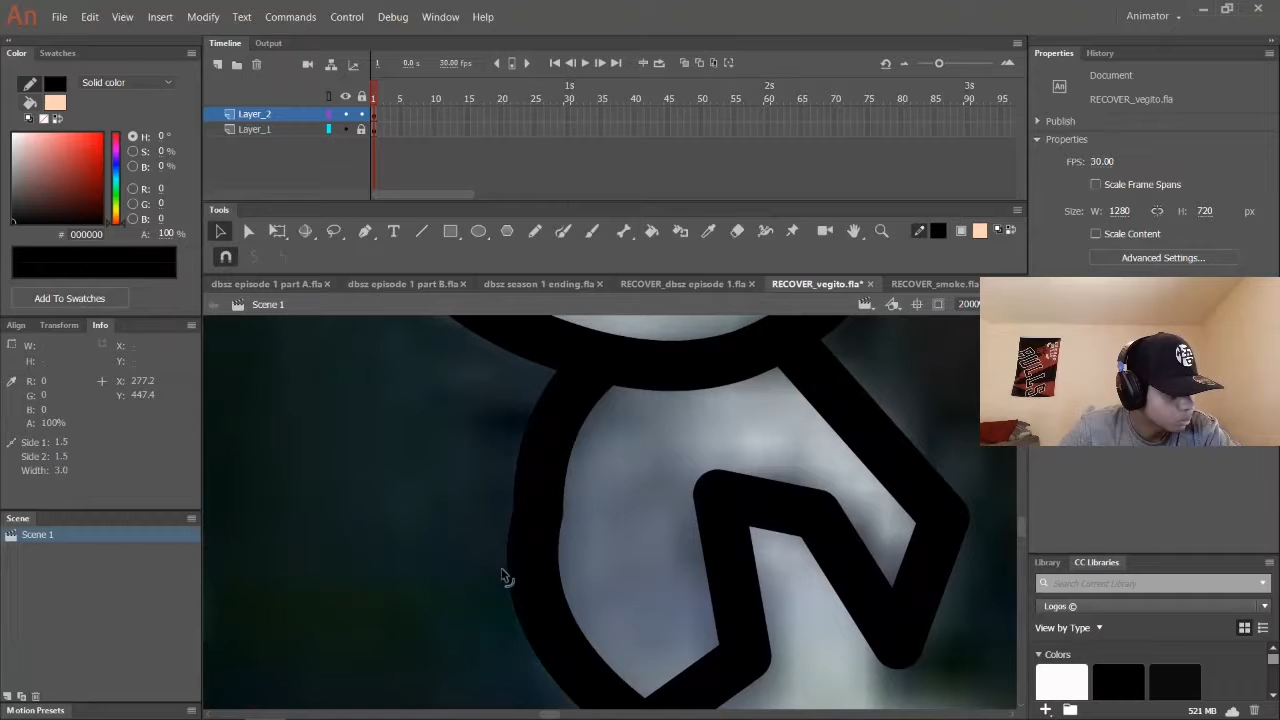 An File Edit View Insert Modify Text Commands Control Debug Window Help Animator
Color Swatches
Timeline Output
Properties History
1 0.0 s 30.00 FPS
Solid color
Document
An RECOVER_vegito.fla
1s 2s 3s
1 5 10 15 20 25 35 40 45 50 55 65 70 75 80 85 95
Layer_2
Layer_1
Publish
Properties
FPS: 30.00
Scale Frame Spans
Size: W: 1280 H: 720 px
Scale Content
Advanced Settings...
H: 0 °
S: 0 %
B: 0 %
R: 0
G: 0
B: 0
# 000000 A: 100 %
Add To Swatches
Tools
dbsz episode 1 part A.fla dbsz episode 1 part B.fla dbsz season 1 ending.fla RECOVER_dbsz episode 1.fla RECOVER_vegito.fla* RECOVER_smoke.fla
Scene 1 2000%
Align Transform Info
W: X:
H: Y:
R: 0 X: 277.2
G: 0 Y: 447.4
B: 0
A: 100%
Side 1: 1.5
Side 2: 1.5
Width: 3.0
Scene
Scene 1
BULLS
Library CC Libraries
Search Current Library
Logos ©
View by Type
Colors
Motion Presets
521 MB